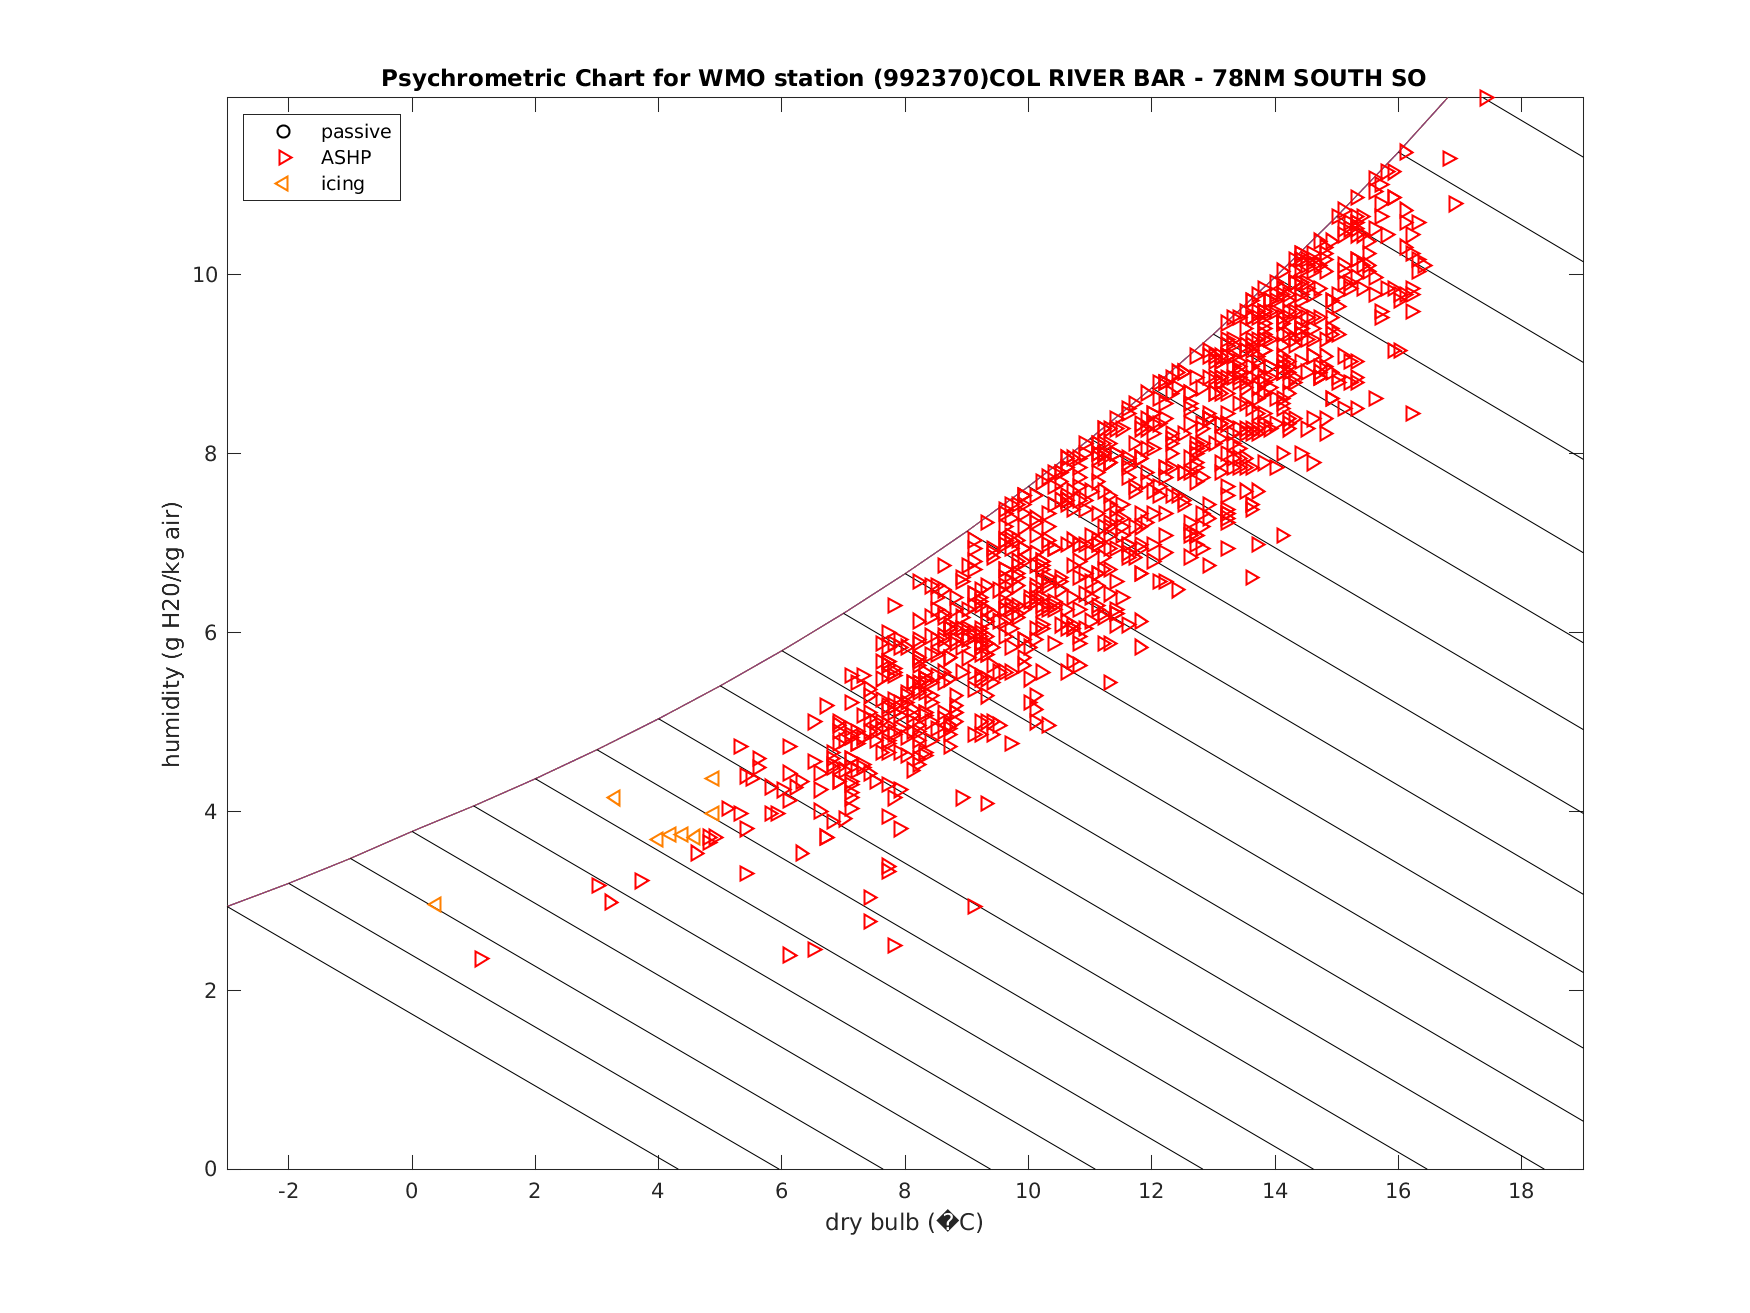 Psychrometric Chart for WMO station (992370)COL RIVER BAR - 78NM SOUTH SO
passive
ASHP
icing
10
8
6
4
2
0
humidity (g H20/kg air)
-2 0 2 4 6 8 10 12 14 16 18
dry bulb (�C)